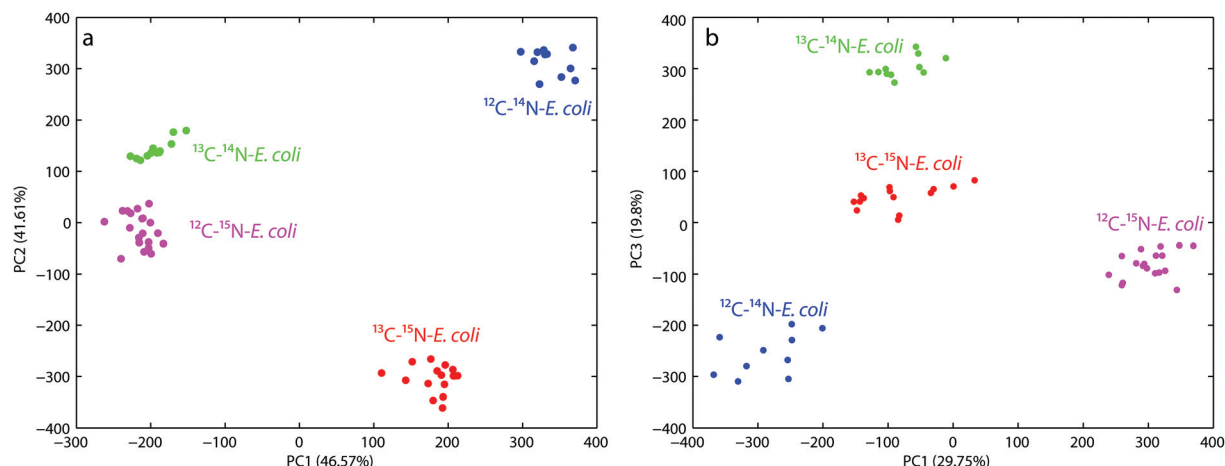 a
400
300
200
100
0
−100
−200
−300
−400
PC2 (41.61%)
¹²C-¹⁴N-E. coli
¹³C-¹⁴N-E. coli
¹²C-¹⁵N-E. coli
¹³C-¹⁵N-E. coli
−300 −200 −100 0 100 200 300 400
PC1 (46.57%)
b
400
300
200
100
0
−100
−200
−300
−400
PC3 (19.8%)
¹³C-¹⁴N-E. coli
¹³C-¹⁵N-E. coli
¹²C-¹⁵N-E. coli
¹²C-¹⁴N-E. coli
−400 −300 −200 −100 0 100 200 300 400
PC1 (29.75%)